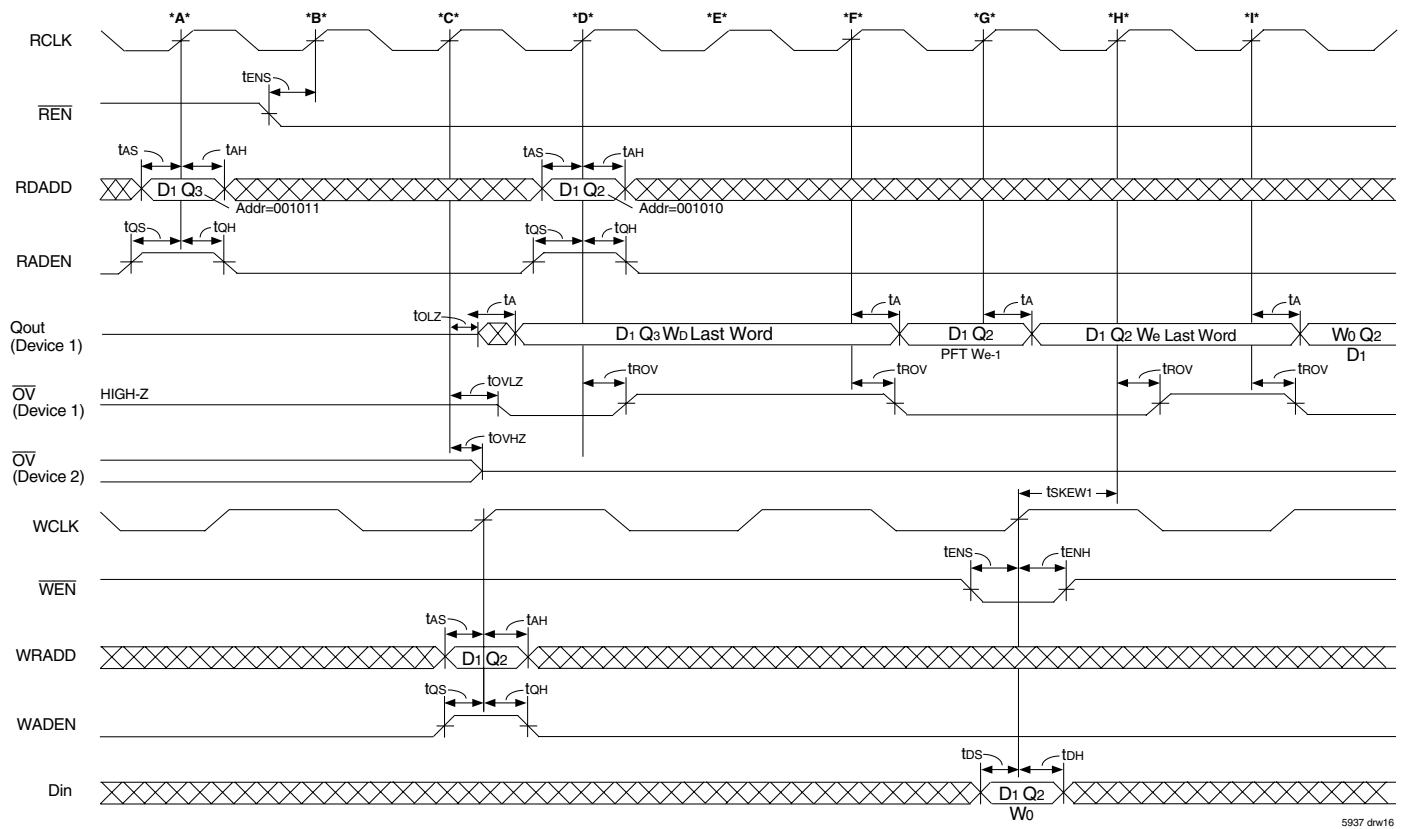 *A* *B* *C* *D* *E* *F* *G* *H* *I*
RCLK
tENS
REN
tAS tAH tAS tAH
RDADD D1 Q3 D1 Q2
Addr=001011 Addr=001010
tQS tQH tQS tQH
RADEN
tOLZ tA tA tA tA
Qout
(Device 1)
D1 Q3 WD Last Word D1 Q2 D1 Q2 We Last Word W0 Q2
PFT We-1 D1
tOVLZ tROV tROV tROV tROV
OV
(Device 1)
HIGH-Z
tOVHZ
OV
(Device 2)
tSKEW1
WCLK
tENS tENH
WEN
tAS tAH
WRADD D1 Q2
tQS tQH
WADEN
tDS tDH
Din D1 Q2
W0
5937 drw16